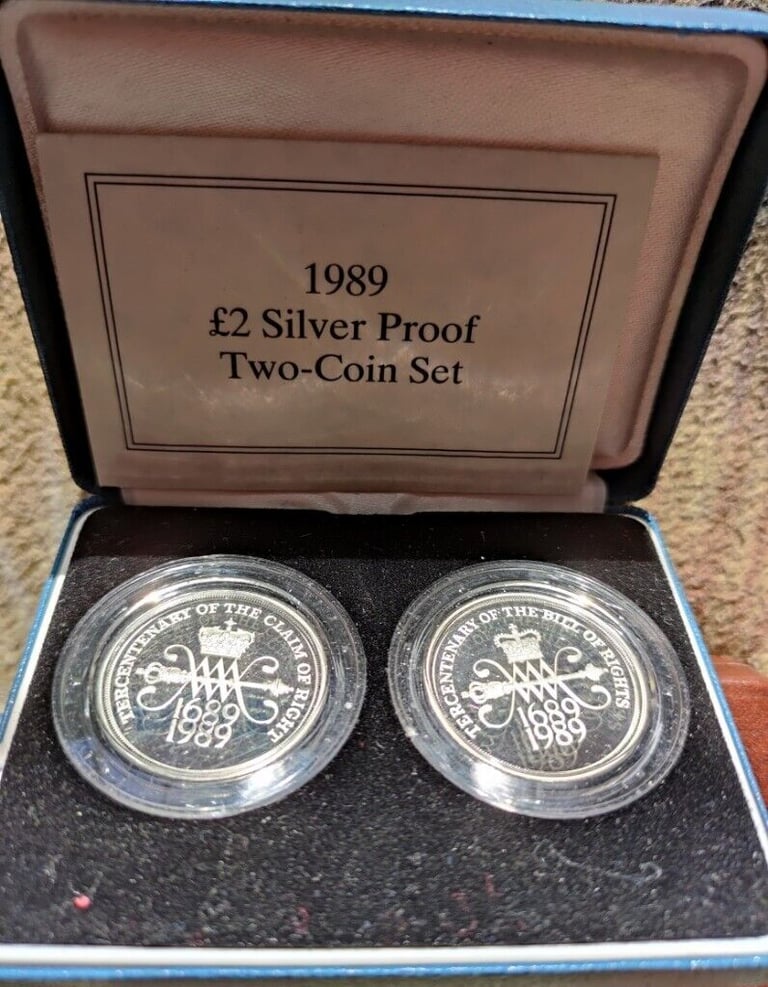 1989
£2 Silver Proof
Two-Coin Set
TERCENTENARY OF THE CLAIM OF RIGHT
1689
1989
TERCENTENARY OF THE BILL OF RIGHTS
1689
1989